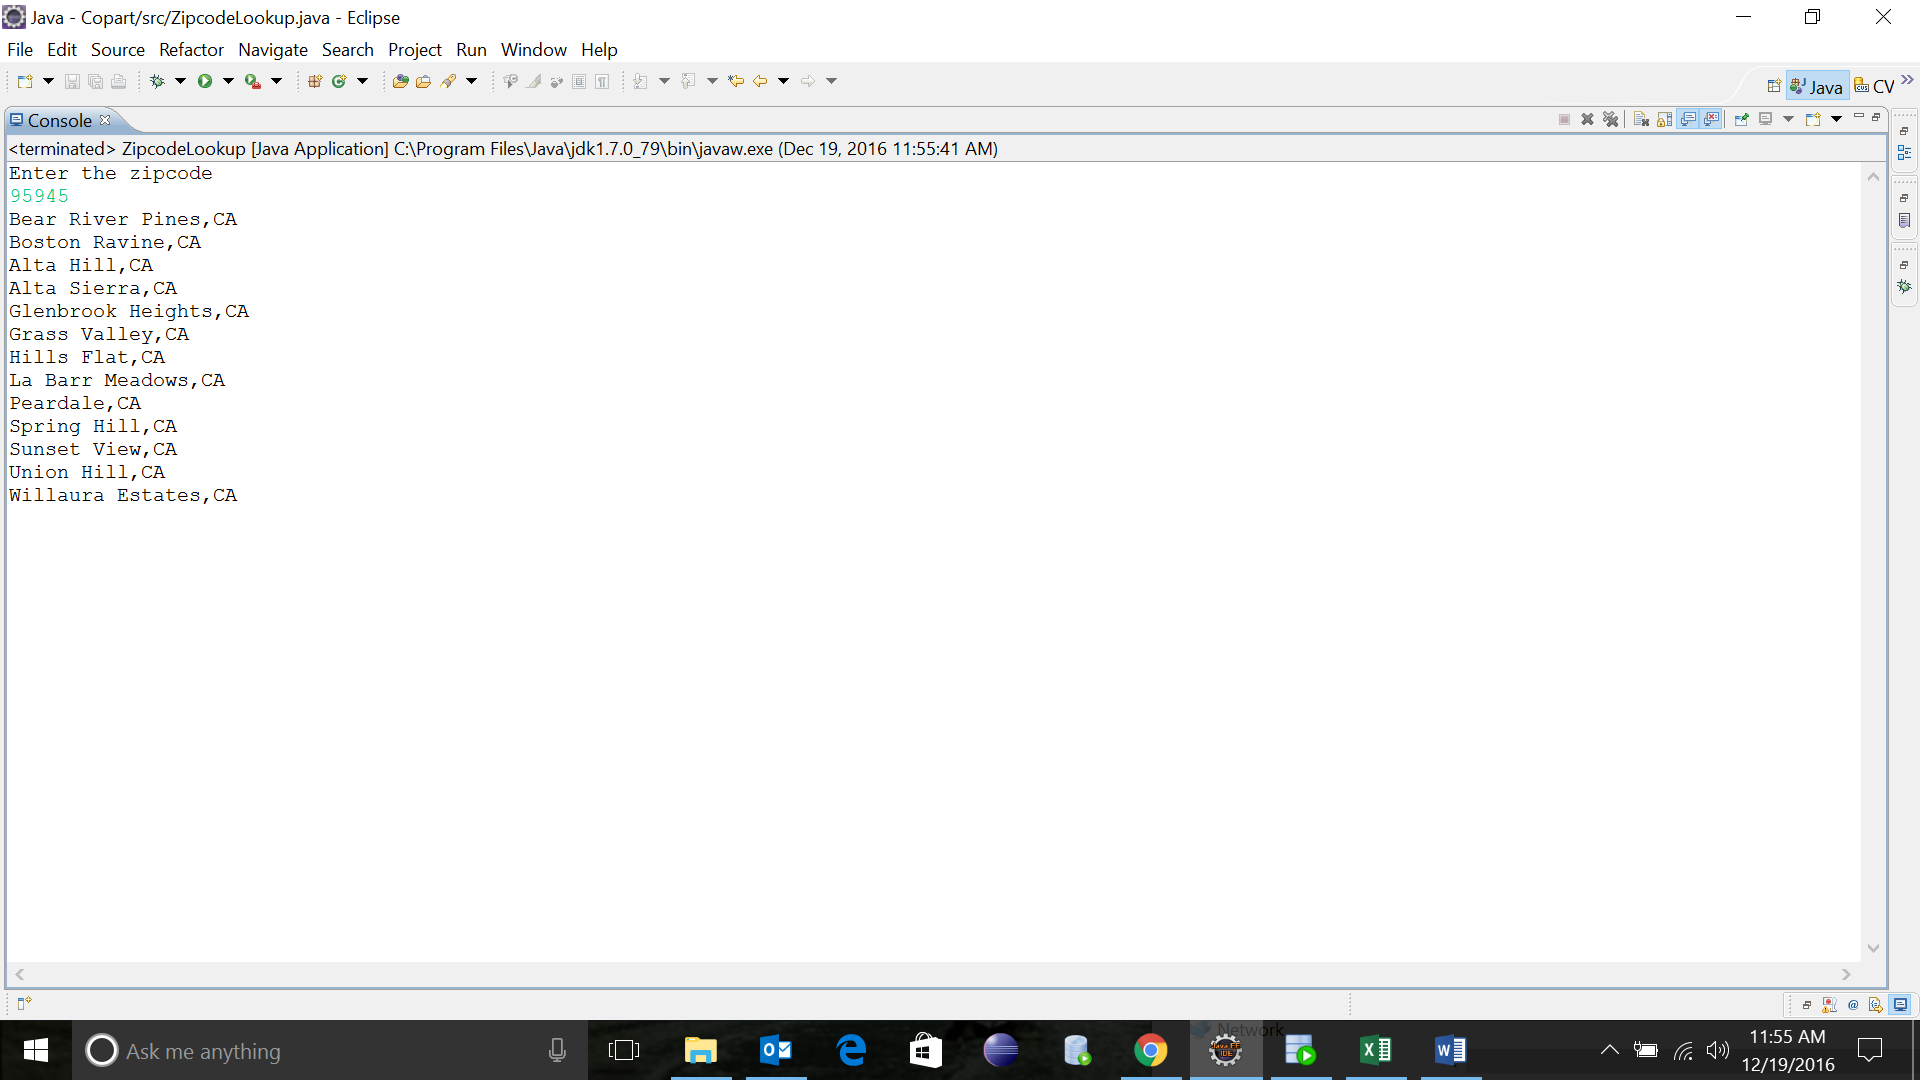 Java - Copart/src/ZipcodeLookup.java - Eclipse
File Edit Source Refactor Navigate Search Project Run Window Help
Java CV
Console
<terminated> ZipcodeLookup [Java Application] C:\Program Files\Java\jdk1.7.0_79\bin\javaw.exe (Dec 19, 2016 11:55:41 AM)
Enter the zipcode
95945
Bear River Pines,CA
Boston Ravine,CA
Alta Hill,CA
Alta Sierra,CA
Glenbrook Heights,CA
Grass Valley,CA
Hills Flat,CA
La Barr Meadows,CA
Peardale,CA
Spring Hill,CA
Sunset View,CA
Union Hill,CA
Willaura Estates,CA
Network
Ask me anything
11:55 AM
12/19/2016